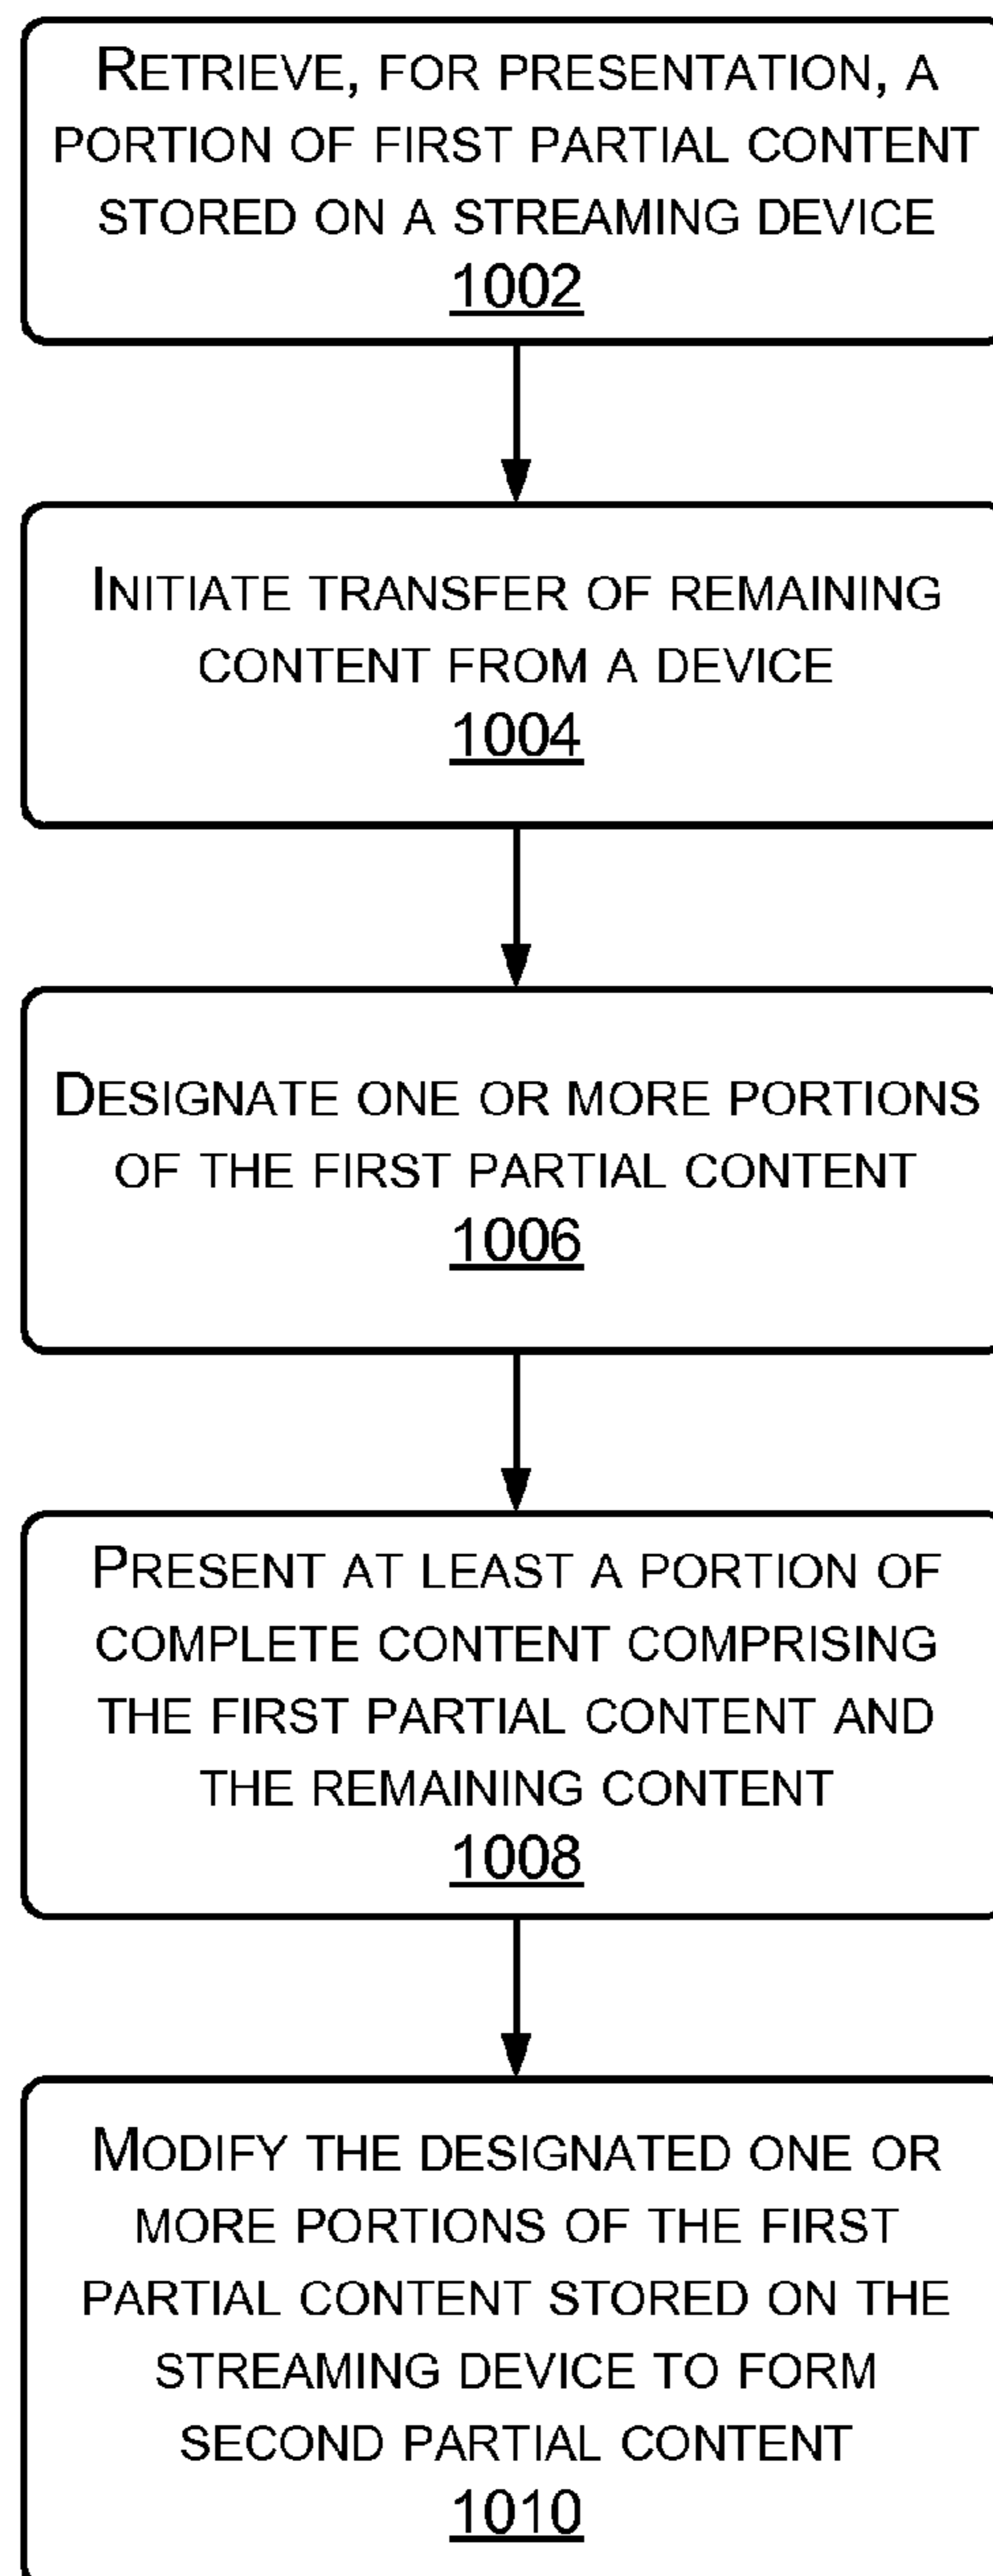 RETRIEVE, FOR PRESENTATION, A
PORTION OF FIRST PARTIAL CONTENT
STORED ON A STREAMING DEVICE
1002
INITIATE TRANSFER OF REMAINING
CONTENT FROM A DEVICE
1004
DESIGNATE ONE OR MORE PORTIONS
OF THE FIRST PARTIAL CONTENT
1006
PRESENT AT LEAST A PORTION OF
COMPLETE CONTENT COMPRISING
THE FIRST PARTIAL CONTENT AND
THE REMAINING CONTENT
1008
MODIFY THE DESIGNATED ONE OR
MORE PORTIONS OF THE FIRST
PARTIAL CONTENT STORED ON THE
STREAMING DEVICE TO FORM
SECOND PARTIAL CONTENT
1010